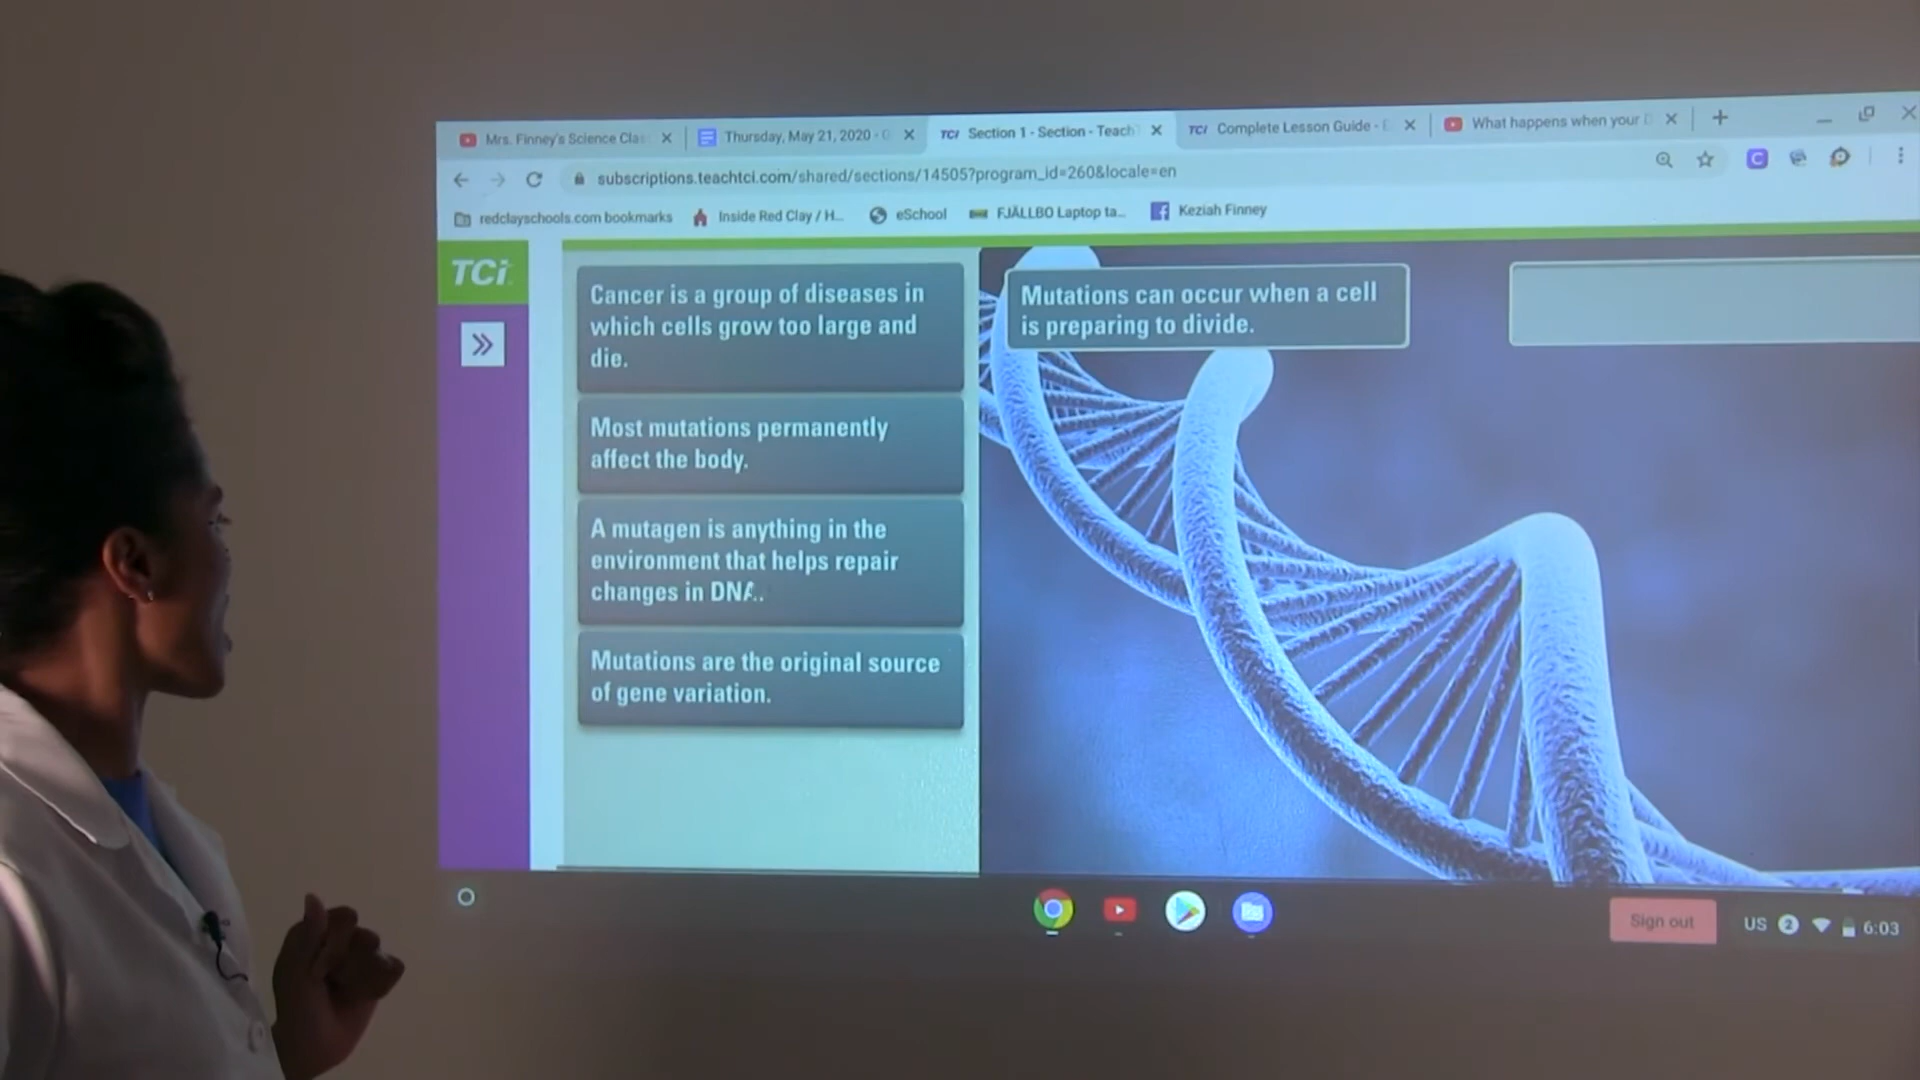 Mrs. Finney's Science Clas
Thursday, May 21, 2020 - G
TCi Section 1 - Section - Teach
TCi Complete Lesson Guide - E
What happens when your D
subscriptions.teachtci.com/shared/sections/14505?program_id=260&locale=en
redclayschools.com bookmarks
Inside Red Clay / H...
eSchool
FJÄLLBO Laptop ta...
Keziah Finney
TCi
Cancer is a group of diseases in
which cells grow too large and
die.
Most mutations permanently
affect the body.
A mutagen is anything in the
environment that helps repair
changes in DNA..
Mutations are the original source
of gene variation.
Mutations can occur when a cell
is preparing to divide.
Sign out
US
2
6:03